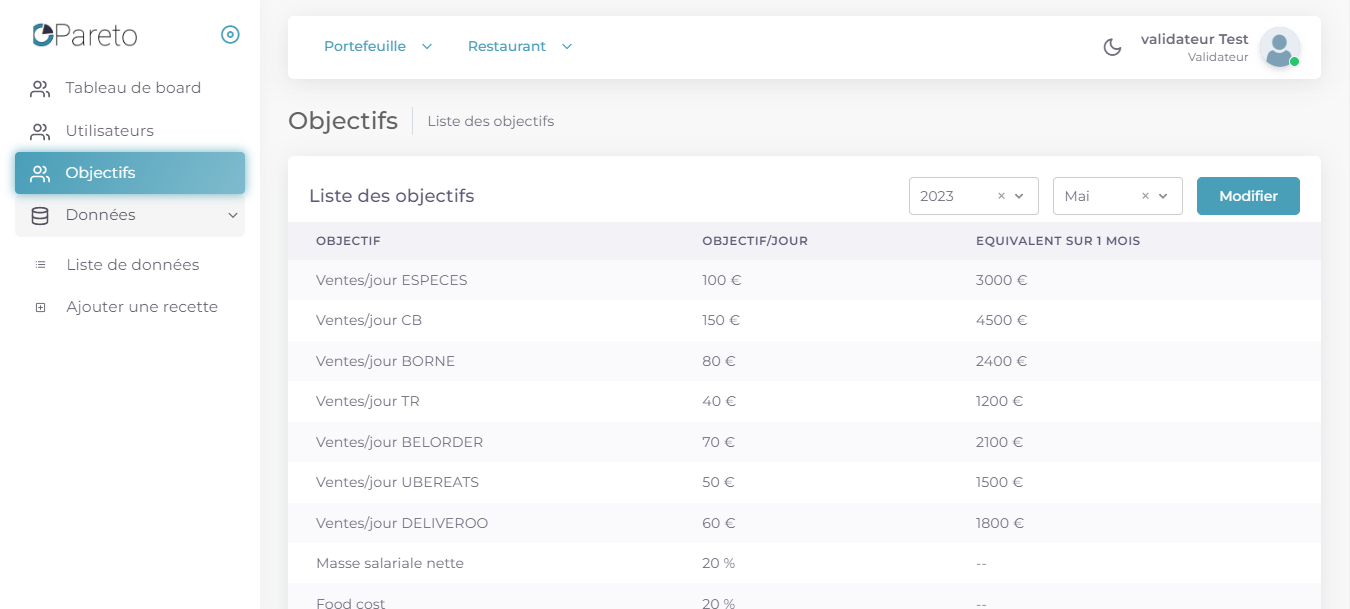 Pareto
Tableau de board
Utilisateurs
Objectifs
Données
Liste de données
Ajouter une recette
Portefeuille
Restaurant
validateur Test
Validateur
Objectifs
Liste des objectifs
Liste des objectifs
2023 ×
Mai ×
Modifier
OBJECTIF OBJECTIF/JOUR EQUIVALENT SUR 1 MOIS
Ventes/jour ESPECES 100 € 3000 €
Ventes/jour CB 150 € 4500 €
Ventes/jour BORNE 80 € 2400 €
Ventes/jour TR 40 € 1200 €
Ventes/jour BELORDER 70 € 2100 €
Ventes/jour UBEREATS 50 € 1500 €
Ventes/jour DELIVEROO 60 € 1800 €
Masse salariale nette 20 % --
Food cost 20 % --